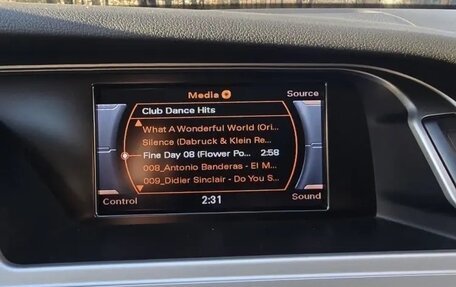 Media
Source
Club Dance Hits
What A Wonderful World (Ori...
Silence (Dabruck & Klein Re...
Fine Day 08 (Flower Po... 2:58
008_Antonio Banderas - El M...
009_Didier Sinclair - Do You S...
Control
2:31
Sound